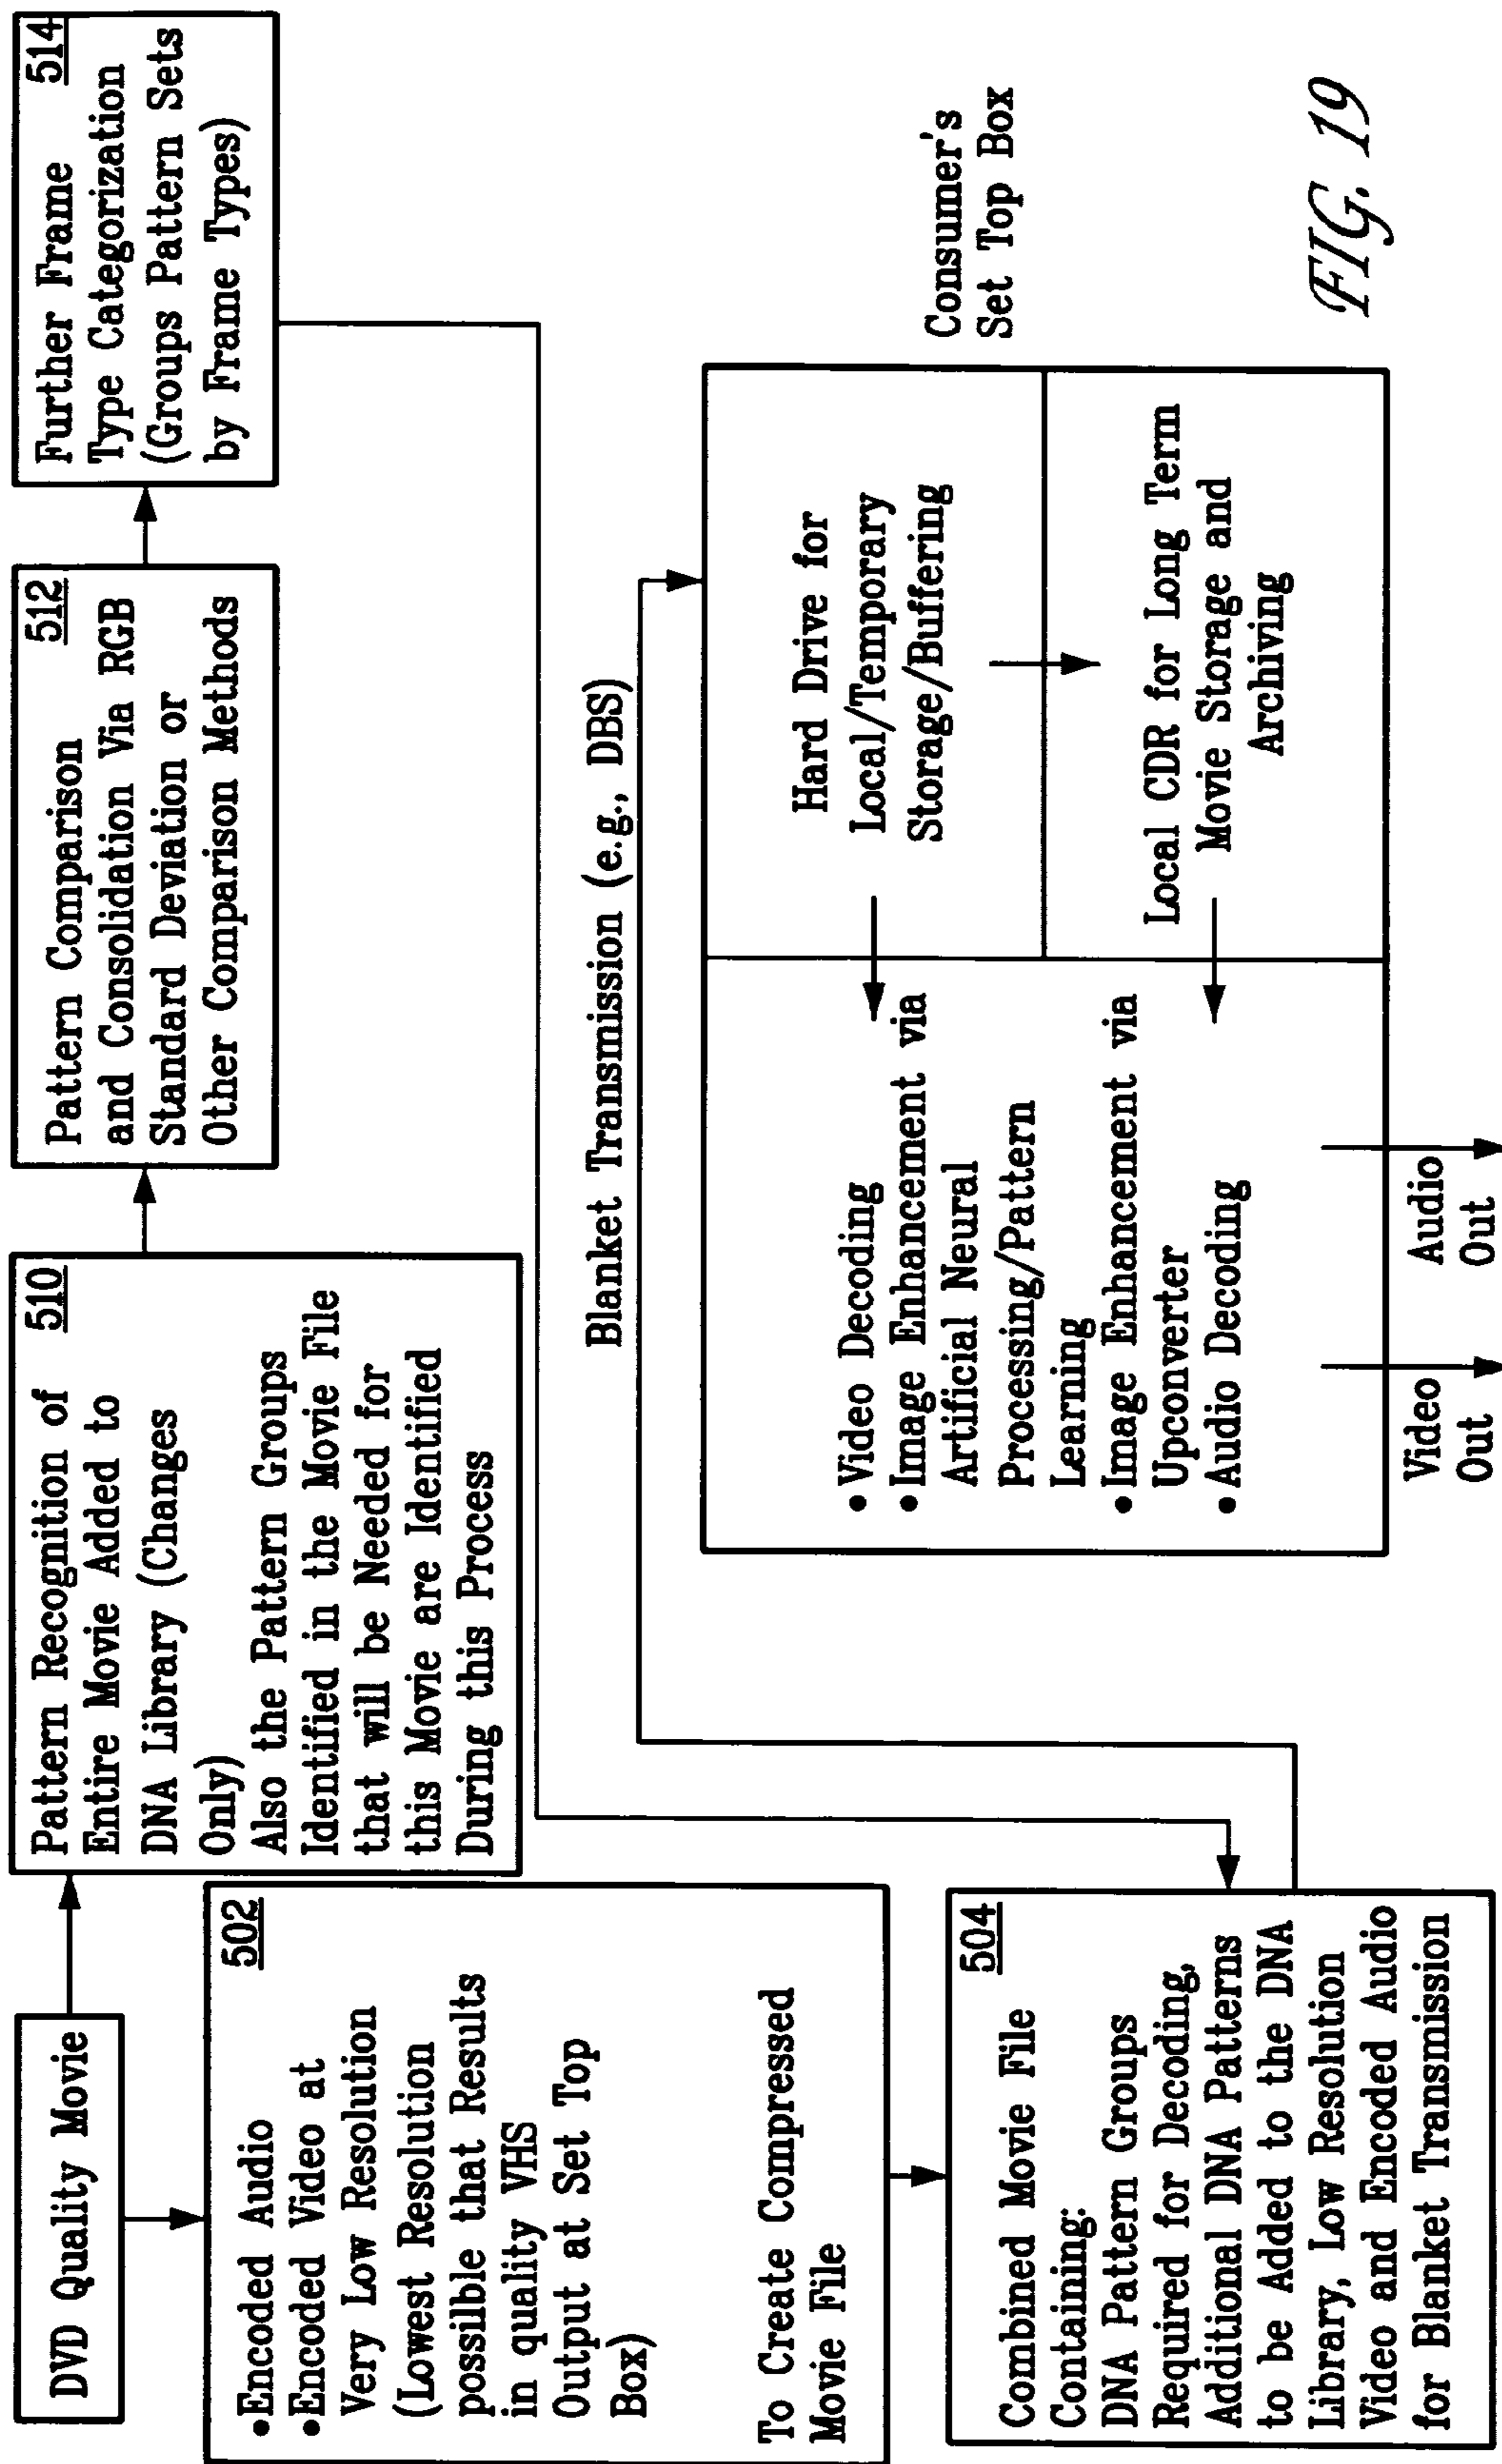 DVD Quality Movie
510
Pattern Recognition of
Entire Movie Added to
DNA Library (Changes
Only)
Also the Pattern Groups
Identified in the Movie File
that will be Needed for
this Movie are Identified
During this Process
512
Pattern Comparison
and Consolidation Via RGB
Standard Deviation or
Other Comparison Methods
Further Frame 514
Type Categorization
(Groups Pattern Sets
by Frame Types)
502
•Encoded Audio
•Encoded Video at
Very Low Resolution
(Lowest Resolution
possible that Results
in quality VHS
Output at Set Top
Box)
To Create Compressed
Movie File
504
Combined Movie File
Containing:
DNA Pattern Groups
Required for Decoding,
Additional DNA Patterns
to be Added to the DNA
Library, Low Resolution
Video and Encoded Audio
for Blanket Transmission
Blanket Transmission (e.g., DBS)
• Video Decoding
• Image Enhancement via
Artificial Neural
Processing/Pattern
Learning
• Image Enhancement via
Upconverter
• Audio Decoding
Hard Drive for
Local/Temporary
Storage/Buffering
Local CDR for Long Term
Movie Storage and
Archiving
Consumer's
Set Top Box
Video
Out
Audio
Out
FIG. 19